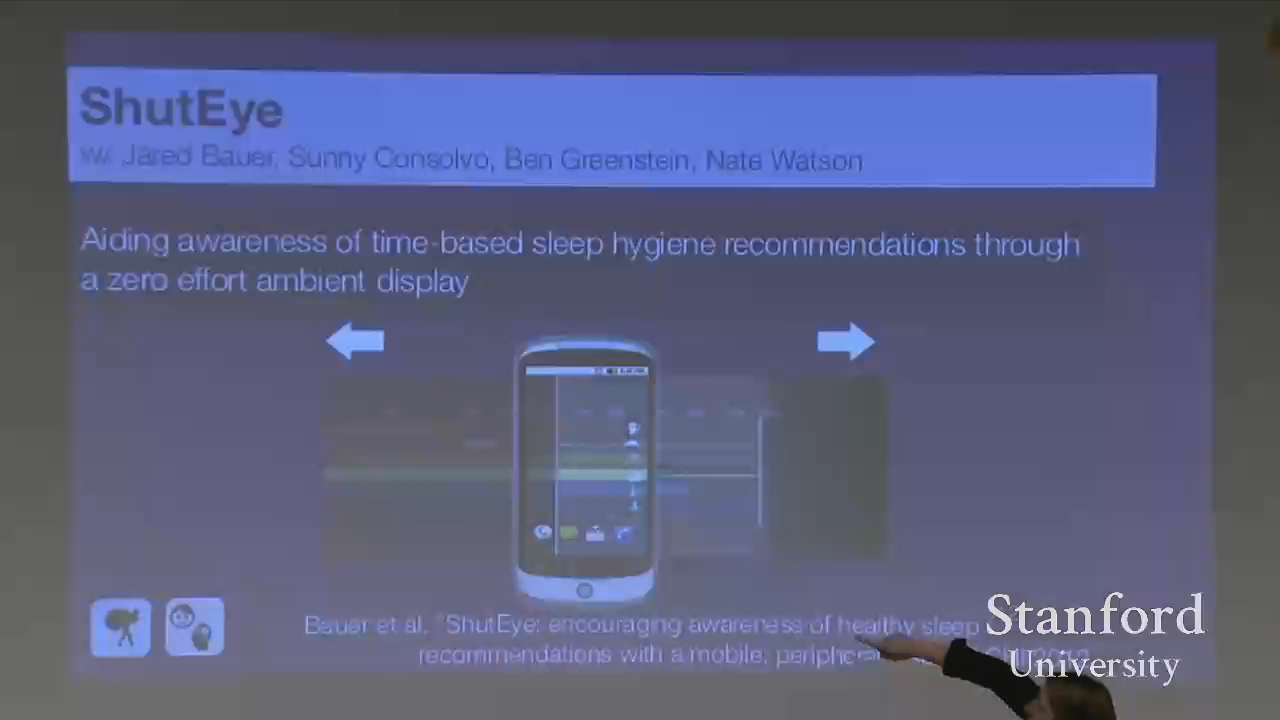 ShutEye
w/ Jared Bauer, Sunny Consolvo, Ben Greenstein, Nate Watson
Aiding awareness of time-based sleep hygiene recommendations through
a zero effort ambient display
Bauer et al, "ShutEye: encouraging awareness of healthy sleep
recommendations with a mobile, peripheral
Stanford
University